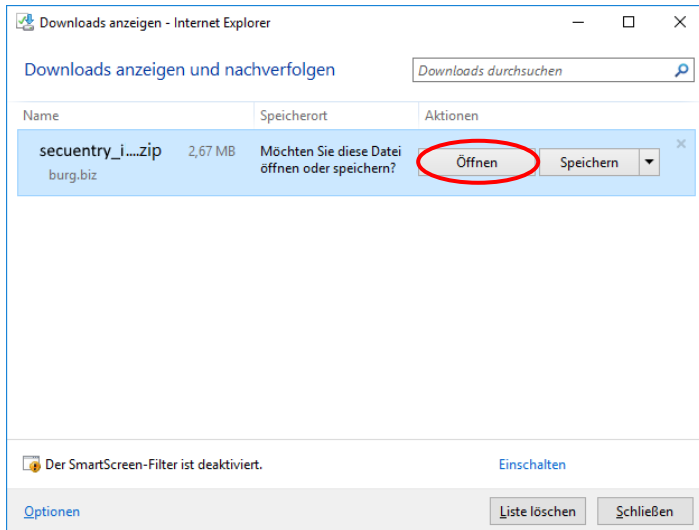 Downloads anzeigen - Internet Explorer
Downloads anzeigen und nachverfolgen
Downloads durchsuchen
Name Speicherort Aktionen
secuentry_i....zip 2,67 MB Möchten Sie diese Datei öffnen oder speichern? Öffnen Speichern
burg.biz
Der SmartScreen-Filter ist deaktiviert. Einschalten
Optionen Liste löschen Schließen